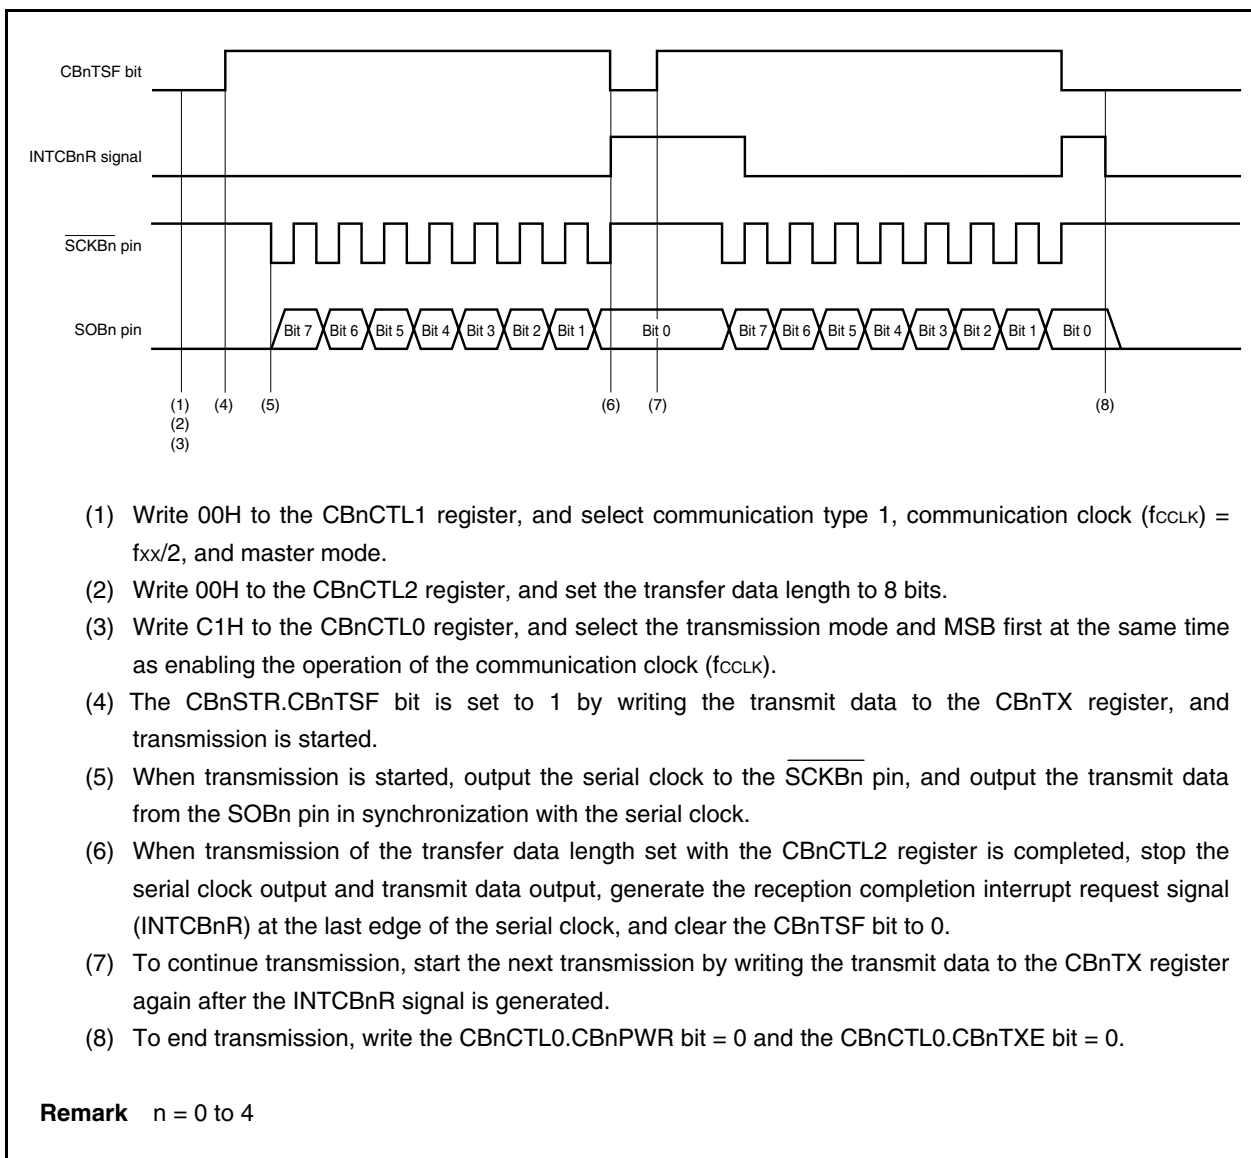 CBnTSF bit
INTCBnR signal
SCKBn pin
SOBn pin
Bit 7 Bit 6 Bit 5 Bit 4 Bit 3 Bit 2 Bit 1 Bit 0 Bit 7 Bit 6 Bit 5 Bit 4 Bit 3 Bit 2 Bit 1 Bit 0
(1) (4) (5) (6) (7) (8)
(2)
(3)
(1) Write 00H to the CBnCTL1 register, and select communication type 1, communication clock (fCCLK) =
fxx/2, and master mode.
(2) Write 00H to the CBnCTL2 register, and set the transfer data length to 8 bits.
(3) Write C1H to the CBnCTL0 register, and select the transmission mode and MSB first at the same time
as enabling the operation of the communication clock (fCCLK).
(4) The CBnSTR.CBnTSF bit is set to 1 by writing the transmit data to the CBnTX register, and
transmission is started.
(5) When transmission is started, output the serial clock to the SCKBn pin, and output the transmit data
from the SOBn pin in synchronization with the serial clock.
(6) When transmission of the transfer data length set with the CBnCTL2 register is completed, stop the
serial clock output and transmit data output, generate the reception completion interrupt request signal
(INTCBnR) at the last edge of the serial clock, and clear the CBnTSF bit to 0.
(7) To continue transmission, start the next transmission by writing the transmit data to the CBnTX register
again after the INTCBnR signal is generated.
(8) To end transmission, write the CBnCTL0.CBnPWR bit = 0 and the CBnCTL0.CBnTXE bit = 0.
Remark n = 0 to 4